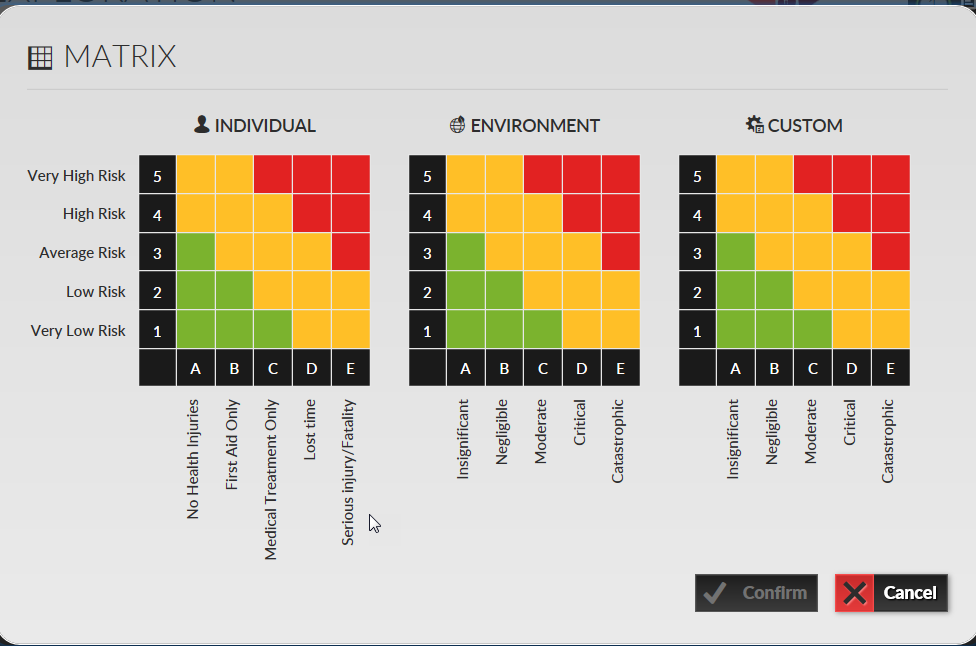 MATRIX
INDIVIDUAL ENVIRONMENT CUSTOM
Very High Risk 5 5 5
High Risk 4 4 4
Average Risk 3 3 3
Low Risk 2 2 2
Very Low Risk 1 1 1
A B C D E A B C D E A B C D E
No Health Injuries
First Aid Only
Medical Treatment Only
Lost time
Serious injury/Fatality
Insignificant
Negligible
Moderate
Critical
Catastrophic
Insignificant
Negligible
Moderate
Critical
Catastrophic
Confirm Cancel